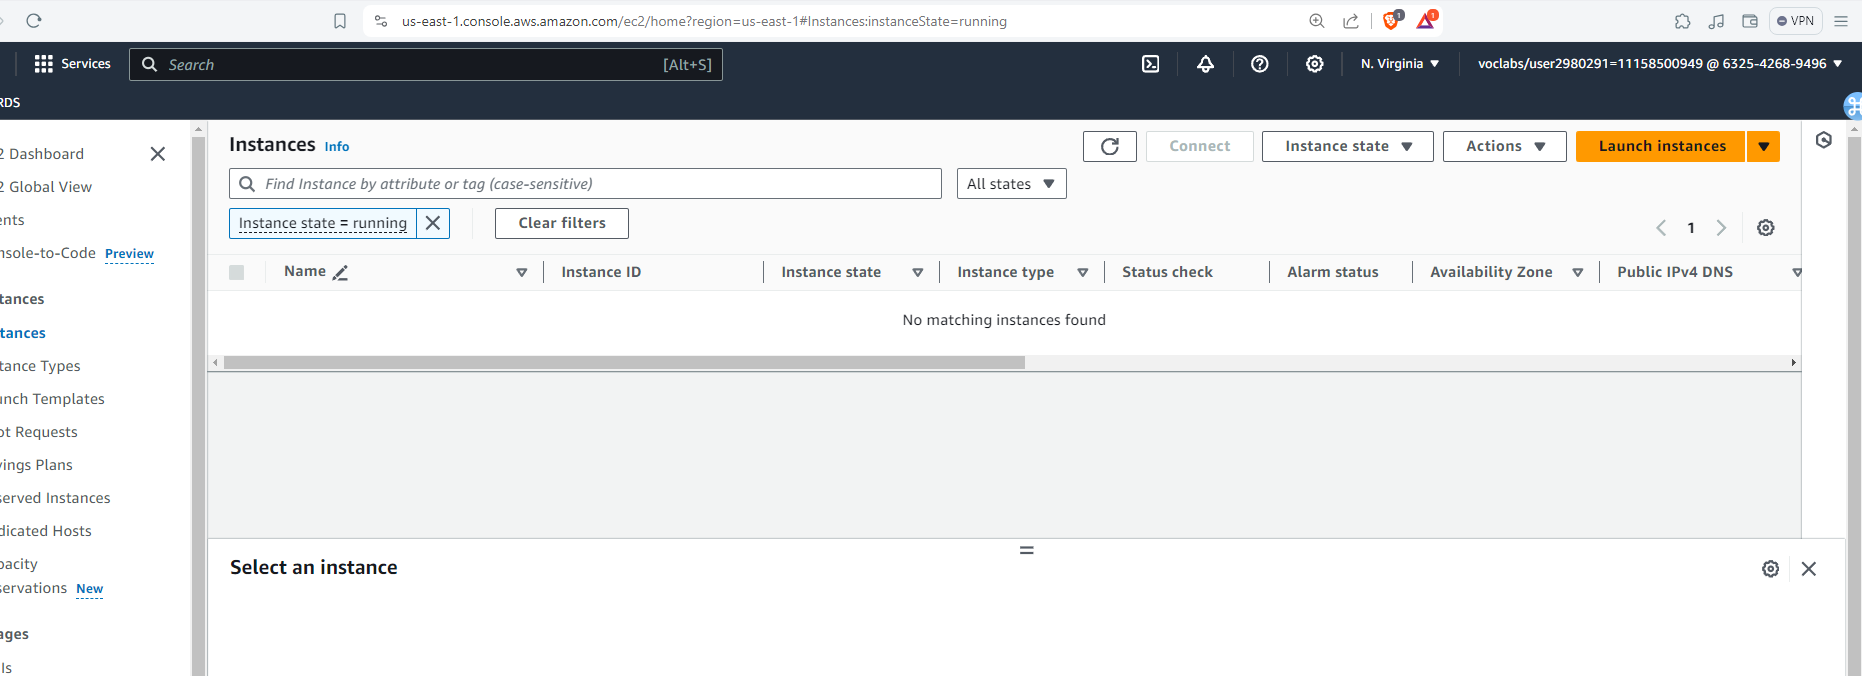 us-east-1.console.aws.amazon.com/ec2/home?region=us-east-1#Instances:instanceState=running
1
1
VPN
Services
Search
[Alt+S]
N. Virginia
voclabs/user2980291=11158500949 @ 6325-4268-9496
RDS
2 Dashboard
2 Global View
ents
nsole-to-Code Preview
tances
tances
tance Types
unch Templates
ot Requests
vings Plans
served Instances
dicated Hosts
pacity
servations New
ages
Is
Instances Info
Connect
Instance state
Actions
Launch instances
Find Instance by attribute or tag (case-sensitive)
All states
Instance state = running
Clear filters
1
Name
Instance ID
Instance state
Instance type
Status check
Alarm status
Availability Zone
Public IPv4 DNS
No matching instances found
Select an instance